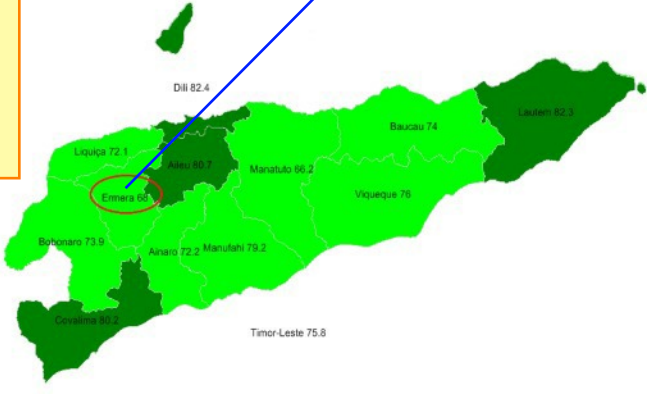 Dili 82.4
Lautem 82.3
Baucau 74
Liquiça 72.1
Aileu 80.7
Manatuto 66.2
Ermera 68
Viqueque 76
Bobonaro 73.9
Ainaro 72.2
Manufahi 79.2
Covalima 80.2
Timor-Leste 75.8